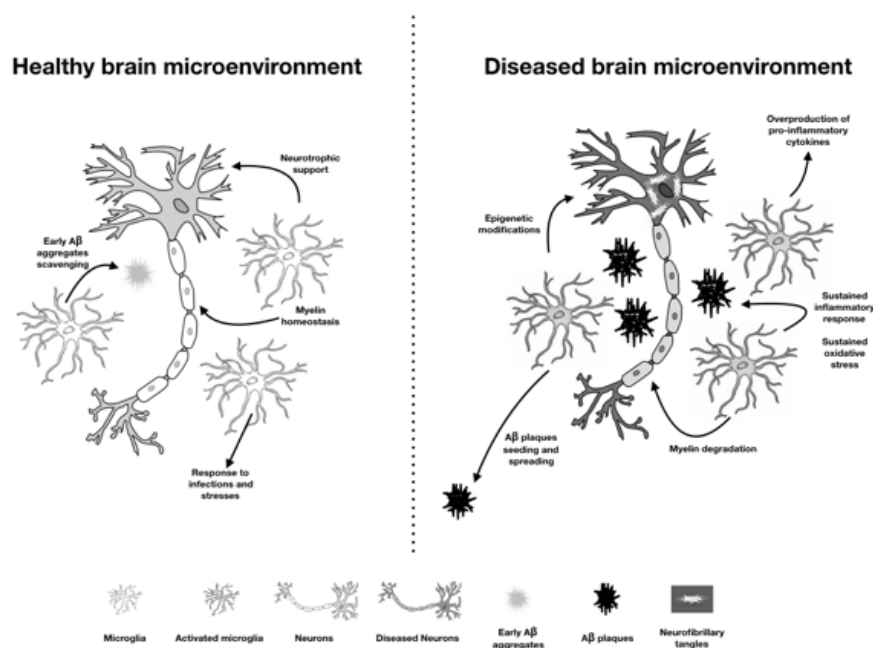 Healthy brain microenvironment
Neurotrophic
support
Early Aβ
aggregates
scavenging
Myelin
homeostasis
Response to
infections and
stresses
Diseased brain microenvironment
Overproduction of
pro-inflammatory
cytokines
Epigenetic
modifications
Sustained
inflammatory
response
Sustained
oxidative
stress
Aβ plaques
seeding and
spreading
Myelin degradation
Microglia
Activated microglia
Neurons
Diseased Neurons
Early Aβ
aggregates
Aβ plaques
Neurofibrillary
tangles